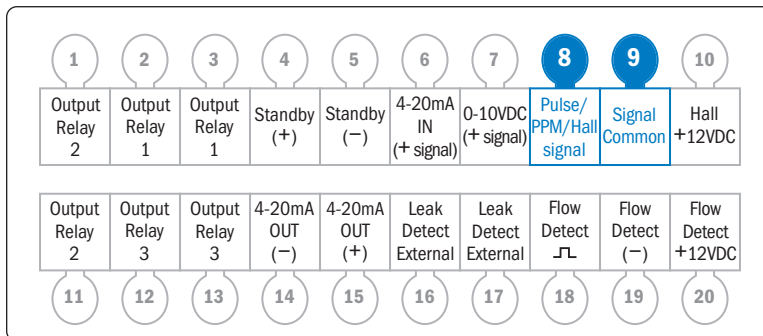 1 2 3 4 5 6 7 8 9 10
Output Relay 2
Output Relay 1
Output Relay 1
Standby (+)
Standby (−)
4-20mA IN (+ signal)
0-10VDC (+ signal)
Pulse/ PPM/Hall signal
Signal Common
Hall +12VDC
Output Relay 2
Output Relay 3
Output Relay 3
4-20mA OUT (−)
4-20mA OUT (+)
Leak Detect External
Leak Detect External
Flow Detect
Flow Detect (−)
Flow Detect +12VDC
11 12 13 14 15 16 17 18 19 20